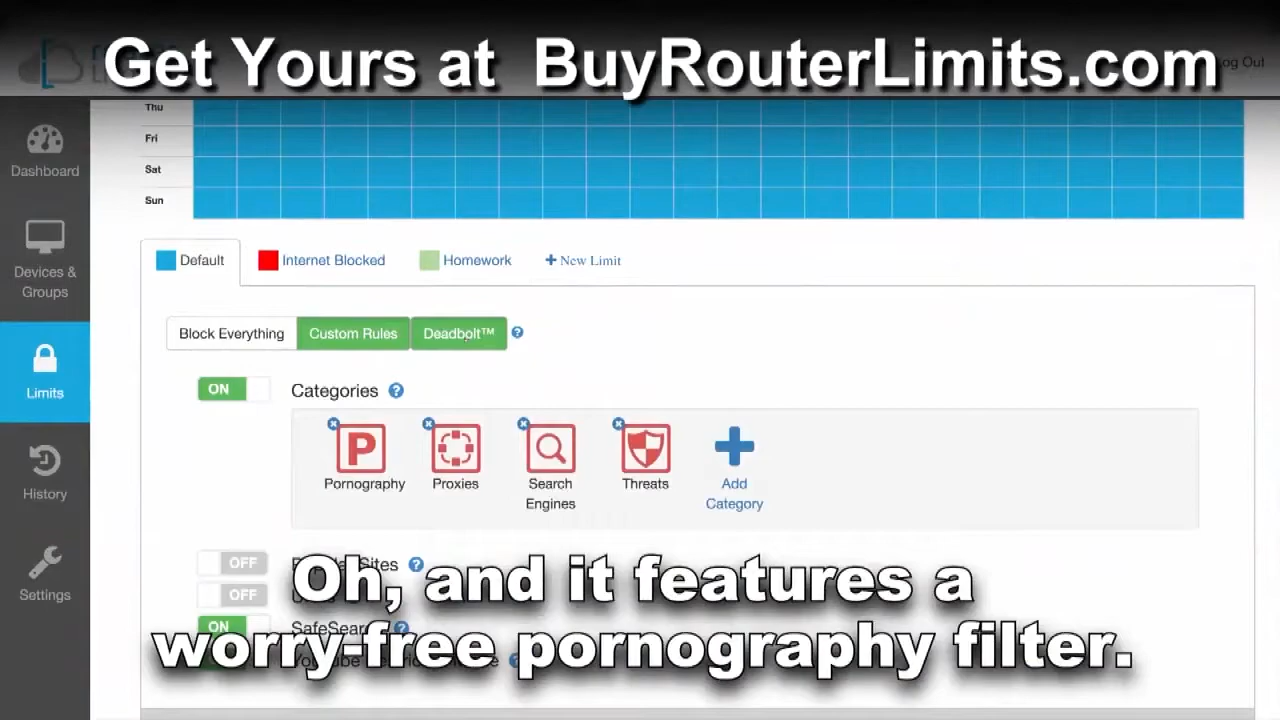 Get Yours at BuyRouterLimits.com
Log Out
Dashboard
Devices &
Groups
Limits
History
Settings
Thu
Fri
Sat
Sun
Default
Internet Blocked
Homework
+ New Limit
Block Everything
Custom Rules
Deadbolt™
?
ON
Categories ?
P
Pornography
Proxies
Search
Engines
Threats
Add
Category
OFF
Sites ?
OFF
ON
SafeSearch ?
Oh, and it features a
worry-free pornography filter.